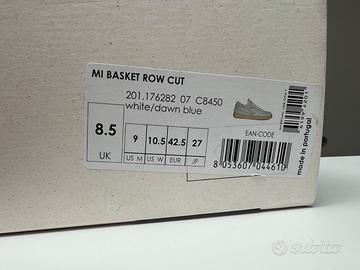 MI BASKET ROW CUT
201.176282 07 C8450
white/dawn blue
EAN-CODE
8.5
UK
9
US M
10.5
US W
42.5
EUR
27
JP
8 053607 044610
made in portugal
subito